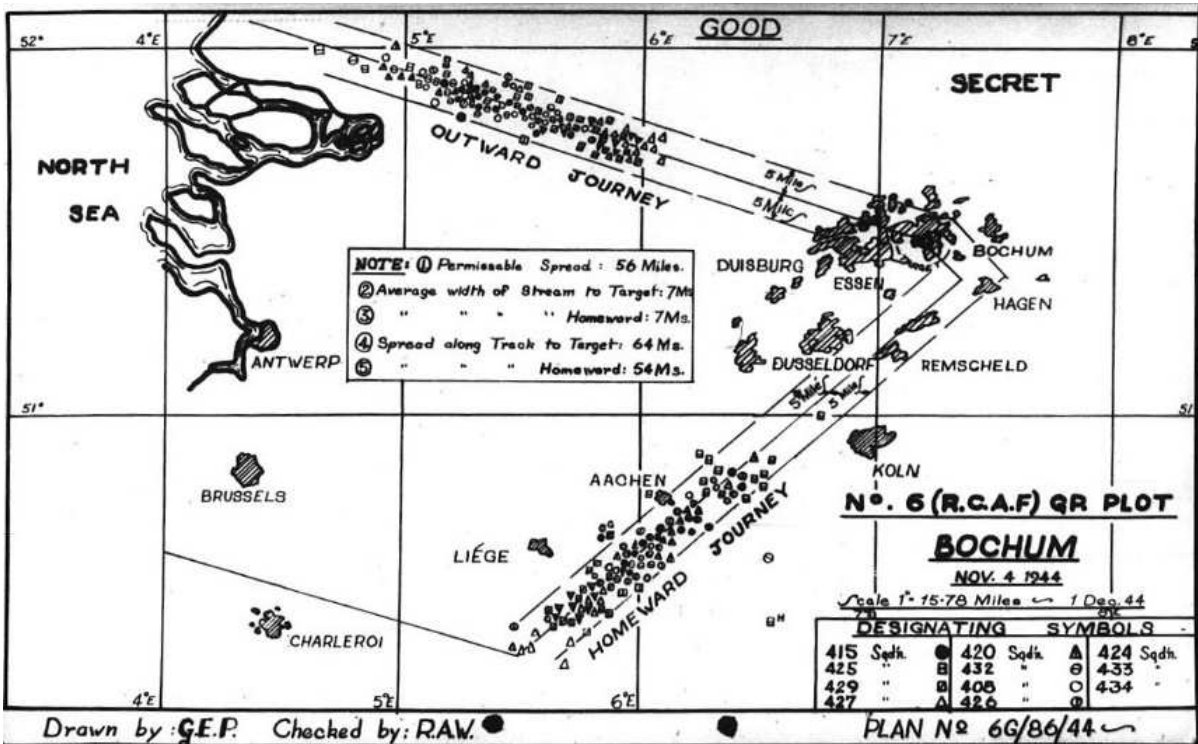 GOOD
52° 4°E 5°E 6°E 7°E 8°E
SECRET
NORTH
SEA
OUTWARD JOURNEY
5 Mile
5 Mile
BOCHUM
DUISBURG
ESSEN
HAGEN
NOTE: ① Permissable Spread : 56 Miles.
② Average width of Stream to Target: 7Ms
③ " " " " Homeward: 7Ms.
④ Spread along Track to Target: 64 Ms.
⑤ " " " Homeward: 54Ms.
ANTWERP
DUSSELDORF
REMSCHELD
5 Mile 5 Mile
51° 51
KOLN
AACHEN
BRUSSELS
LIÉGE
HOMEWARD JOURNEY
CHARLEROI
No. 6 (R.C.A.F) GR PLOT
BOCHUM
NOV. 4 1944
Scale 1"= 15.78 Miles 1 Dec. 44
DESIGNATING SYMBOLS
415 Sqdn. 420 Sqdn. 424 Sqdn.
425 " 432 " 433 "
429 " 408 " 434 "
427 " 426 "
4°E 5°E 6°E
Drawn by : G.E.P. Checked by : R.A.W. PLAN No 6G/86/44